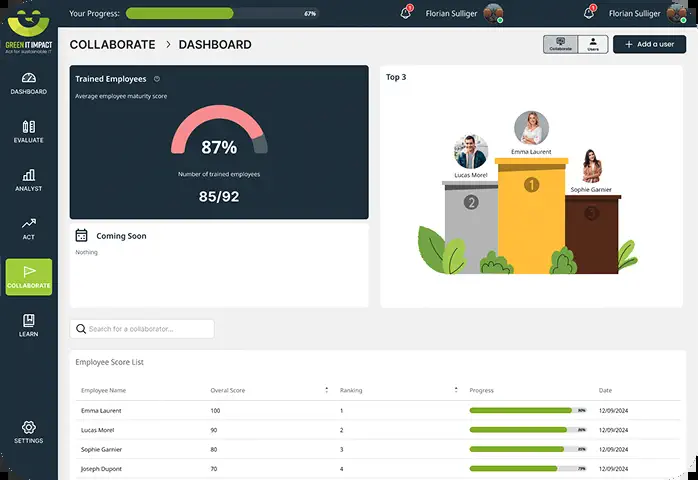 Your Progress:
67%
1
Florian Sulliger
1
Florian Sulliger
GREEN IT IMPACT
Act for sustainable IT
COLLABORATE > DASHBOARD
Collaborate
Users
+ Add a user
DASHBOARD
EVALUATE
ANALYST
ACT
COLLABORATE
LEARN
SETTINGS
Trained Employees
Average employee maturity score
87%
Number of trained employees
85/92
Coming Soon
Nothing
Top 3
Emma Laurent
Lucas Morel
Sophie Garnier
1
2
3
Search for a collaborator...
Employee Score List
Employee Name Overal Score Ranking Progress Date
Emma Laurent 100 1 12/09/2024
Lucas Morel 90 2 12/09/2024
Sophie Garnier 80 3 12/09/2024
Joseph Dupont 70 4 12/09/2024